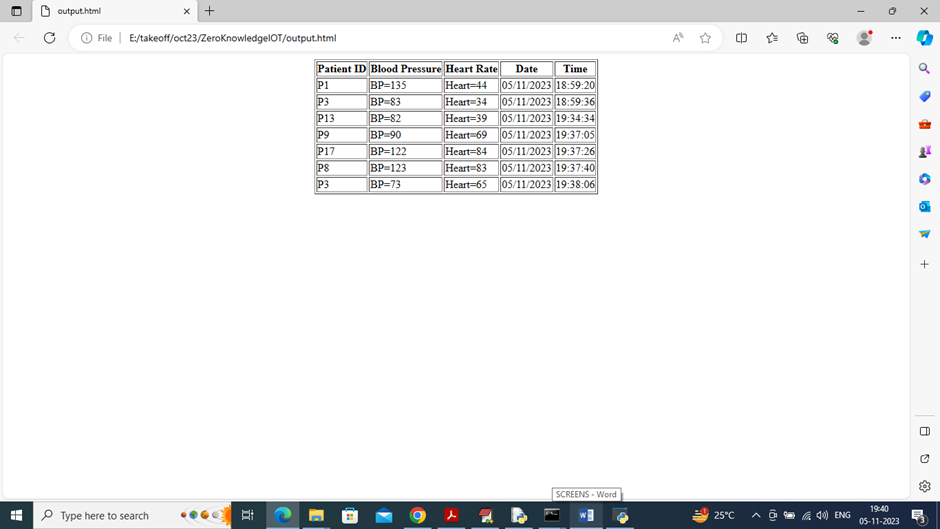 output.html
File E:/takeoff/oct23/ZeroKnowledgeIOT/output.html
Patient ID Blood Pressure Heart Rate Date Time
P1 BP=135 Heart=44 05/11/2023 18:59:20
P3 BP=83 Heart=34 05/11/2023 18:59:36
P13 BP=82 Heart=39 05/11/2023 19:34:34
P9 BP=90 Heart=69 05/11/2023 19:37:05
P17 BP=122 Heart=84 05/11/2023 19:37:26
P8 BP=123 Heart=83 05/11/2023 19:37:40
P3 BP=73 Heart=65 05/11/2023 19:38:06
SCREENS - Word
Type here to search
25°C
ENG
19:40
05-11-2023
3